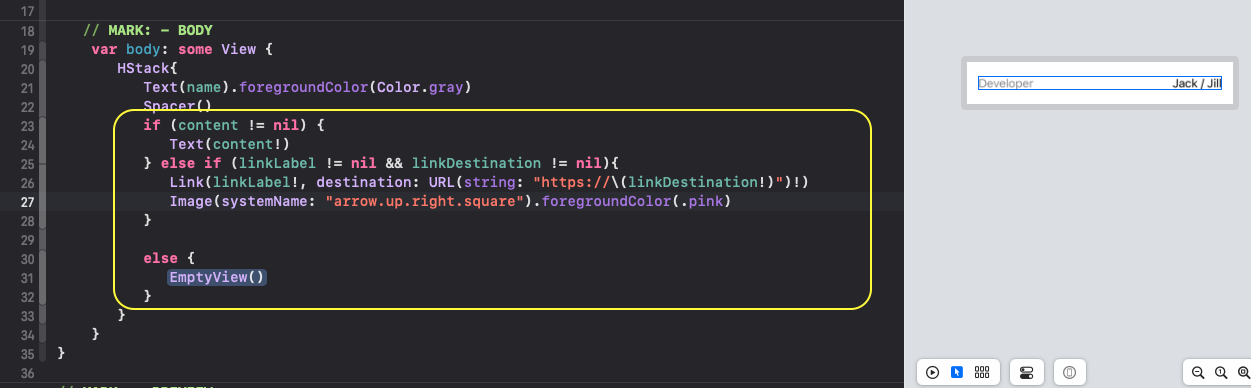 17
18 // MARK: - BODY
19 var body: some View {
20 HStack{
21 Text(name).foregroundColor(Color.gray)
22 Spacer()
23 if (content != nil) {
24 Text(content!)
25 } else if (linkLabel != nil && linkDestination != nil){
26 Link(linkLabel!, destination: URL(string: "https://\(linkDestination!)")!)
27 Image(systemName: "arrow.up.right.square").foregroundColor(.pink)
28 }
29
30 else {
31 EmptyView()
32 }
33 }
34 }
35 }
36
Developer Jack / Jill